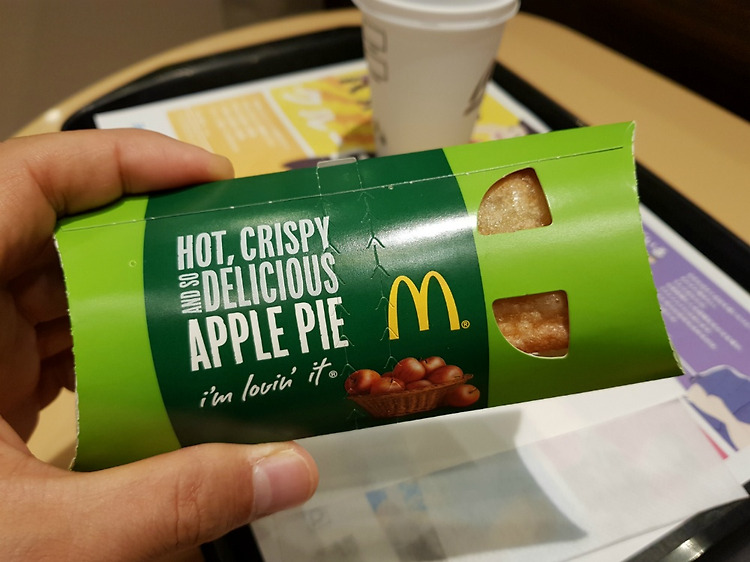 HOT, CRISPY
AND SO
DELICIOUS
APPLE PIE
i'm lovin' it®
M®